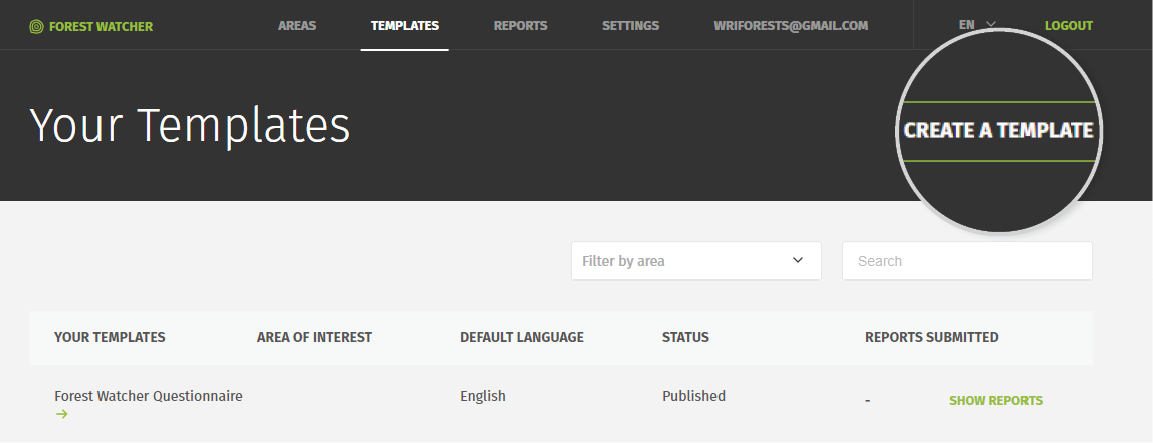 FOREST WATCHER AREAS TEMPLATES REPORTS SETTINGS WRIFORESTS@GMAIL.COM EN LOGOUT
Your Templates
CREATE A TEMPLATE
Filter by area Search
YOUR TEMPLATES AREA OF INTEREST DEFAULT LANGUAGE STATUS REPORTS SUBMITTED
Forest Watcher Questionnaire English Published - SHOW REPORTS